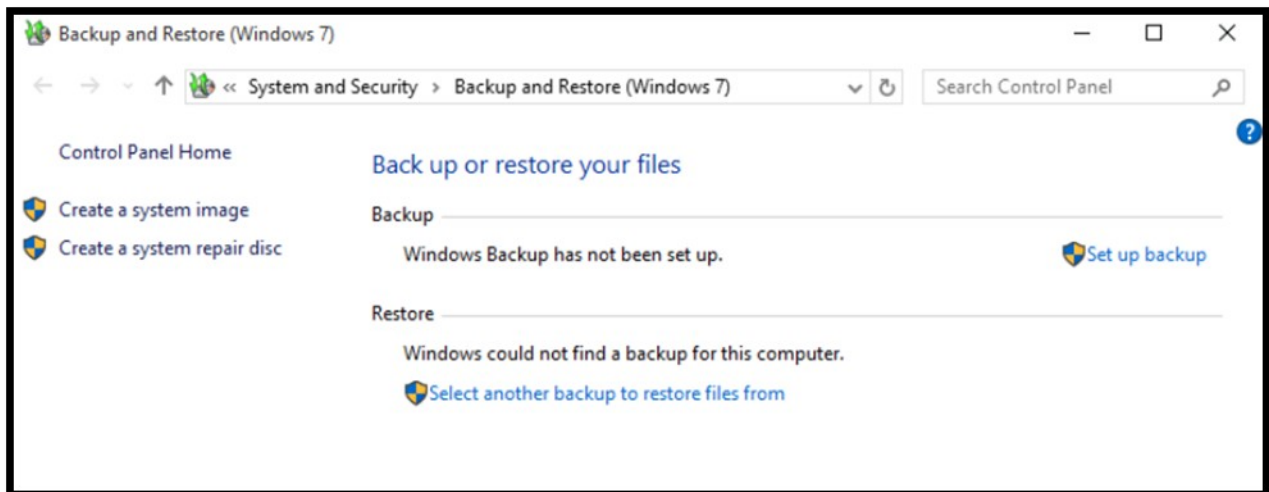 Backup and Restore (Windows 7)
« System and Security › Backup and Restore (Windows 7)
Search Control Panel
?
Control Panel Home
Back up or restore your files
Create a system image
Backup
Create a system repair disc
Windows Backup has not been set up.
Set up backup
Restore
Windows could not find a backup for this computer.
Select another backup to restore files from